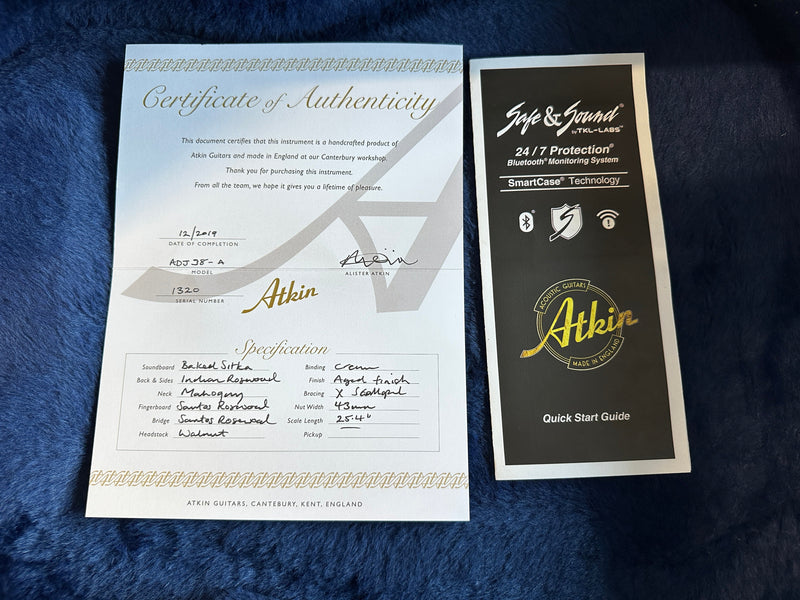 Certificate of Authenticity
This document certifies that this instrument is a handcrafted product of
Atkin Guitars and made in England at our Canterbury workshop.
Thank you for purchasing this instrument.
From all the team, we hope it gives you a lifetime of pleasure.
12/2019
DATE OF COMPLETION
ADJ98-A
MODEL
ALISTER ATKIN
1320
SERIAL NUMBER
Atkin
Specification
Soundboard Baked Sitka
Back & Sides Indian Rosewood
Neck Mahogany
Fingerboard Santos Rosewood
Bridge Santos Rosewood
Headstock Walnut
Binding Cream
Finish Aged finish
Bracing X Scalloped
Nut Width 43mm
Scale Length 25.4"
Pickup
ATKIN GUITARS, CANTEBURY, KENT, ENGLAND
Safe & Sound®
by TKL-LABS™
24 / 7 Protection®
Bluetooth® Monitoring System
SmartCase® Technology
S
ACOUSTIC GUITARS
Atkin
MADE IN ENGLAND
Quick Start Guide